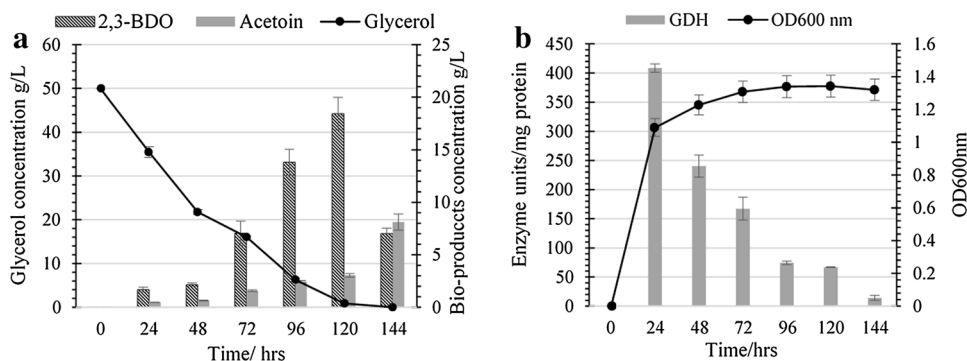 a
2,3-BDO Acetoin Glycerol
Glycerol concentration g/L
60
50
40
30
20
10
0
25
20
15
10
5
0
Bio-products concentration g/L
0 24 48 72 96 120 144
Time/ hrs
b
GDH OD600 nm
Enzyme units/mg protein
450
400
350
300
250
200
150
100
50
0
1.6
1.4
1.2
1
0.8
0.6
0.4
0.2
0
OD600nm
0 24 48 72 96 120 144
Time/hrs